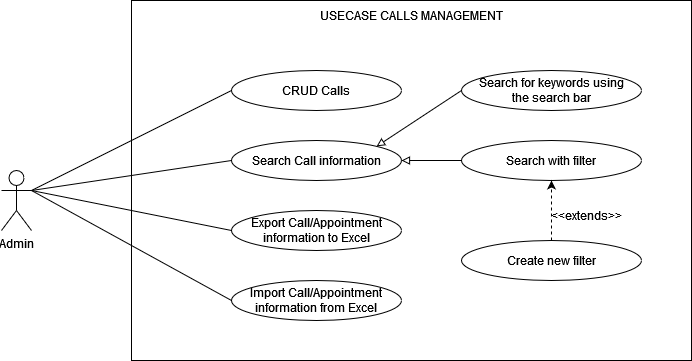 USECASE CALLS MANAGEMENT
CRUD Calls
Search for keywords using
the search bar
Search Call information
Search with filter
Admin
<<extends>>
Export Call/Appointment
information to Excel
Create new filter
Import Call/Appointment
information from Excel